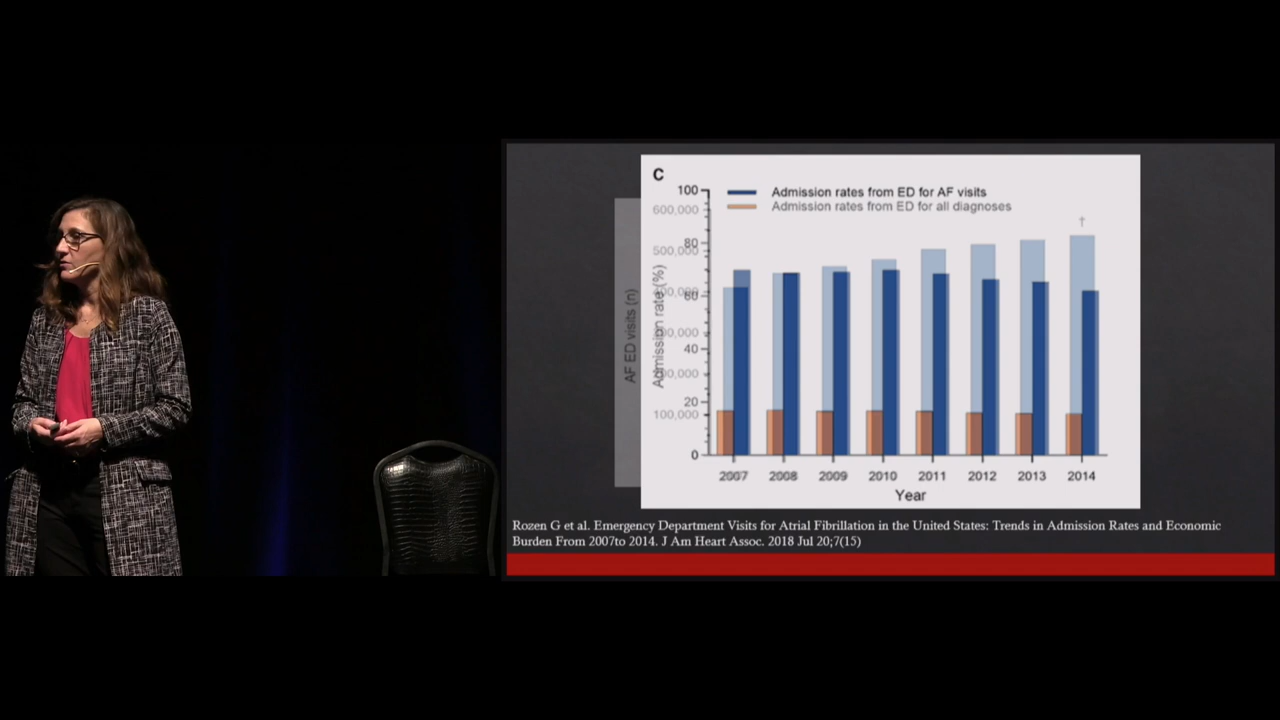 C
Admission rates from ED for AF visits
Admission rates from ED for all diagnoses
†
100
600,000
80
500,000
60
40
20
100,000
0
AF ED visits (n)
Admission rate (%)
2007 2008 2009 2010 2011 2012 2013 2014
Year
Rozen G et al. Emergency Department Visits for Atrial Fibrillation in the United States: Trends in Admission Rates and Economic
Burden From 2007to 2014. J Am Heart Assoc. 2018 Jul 20;7(15)